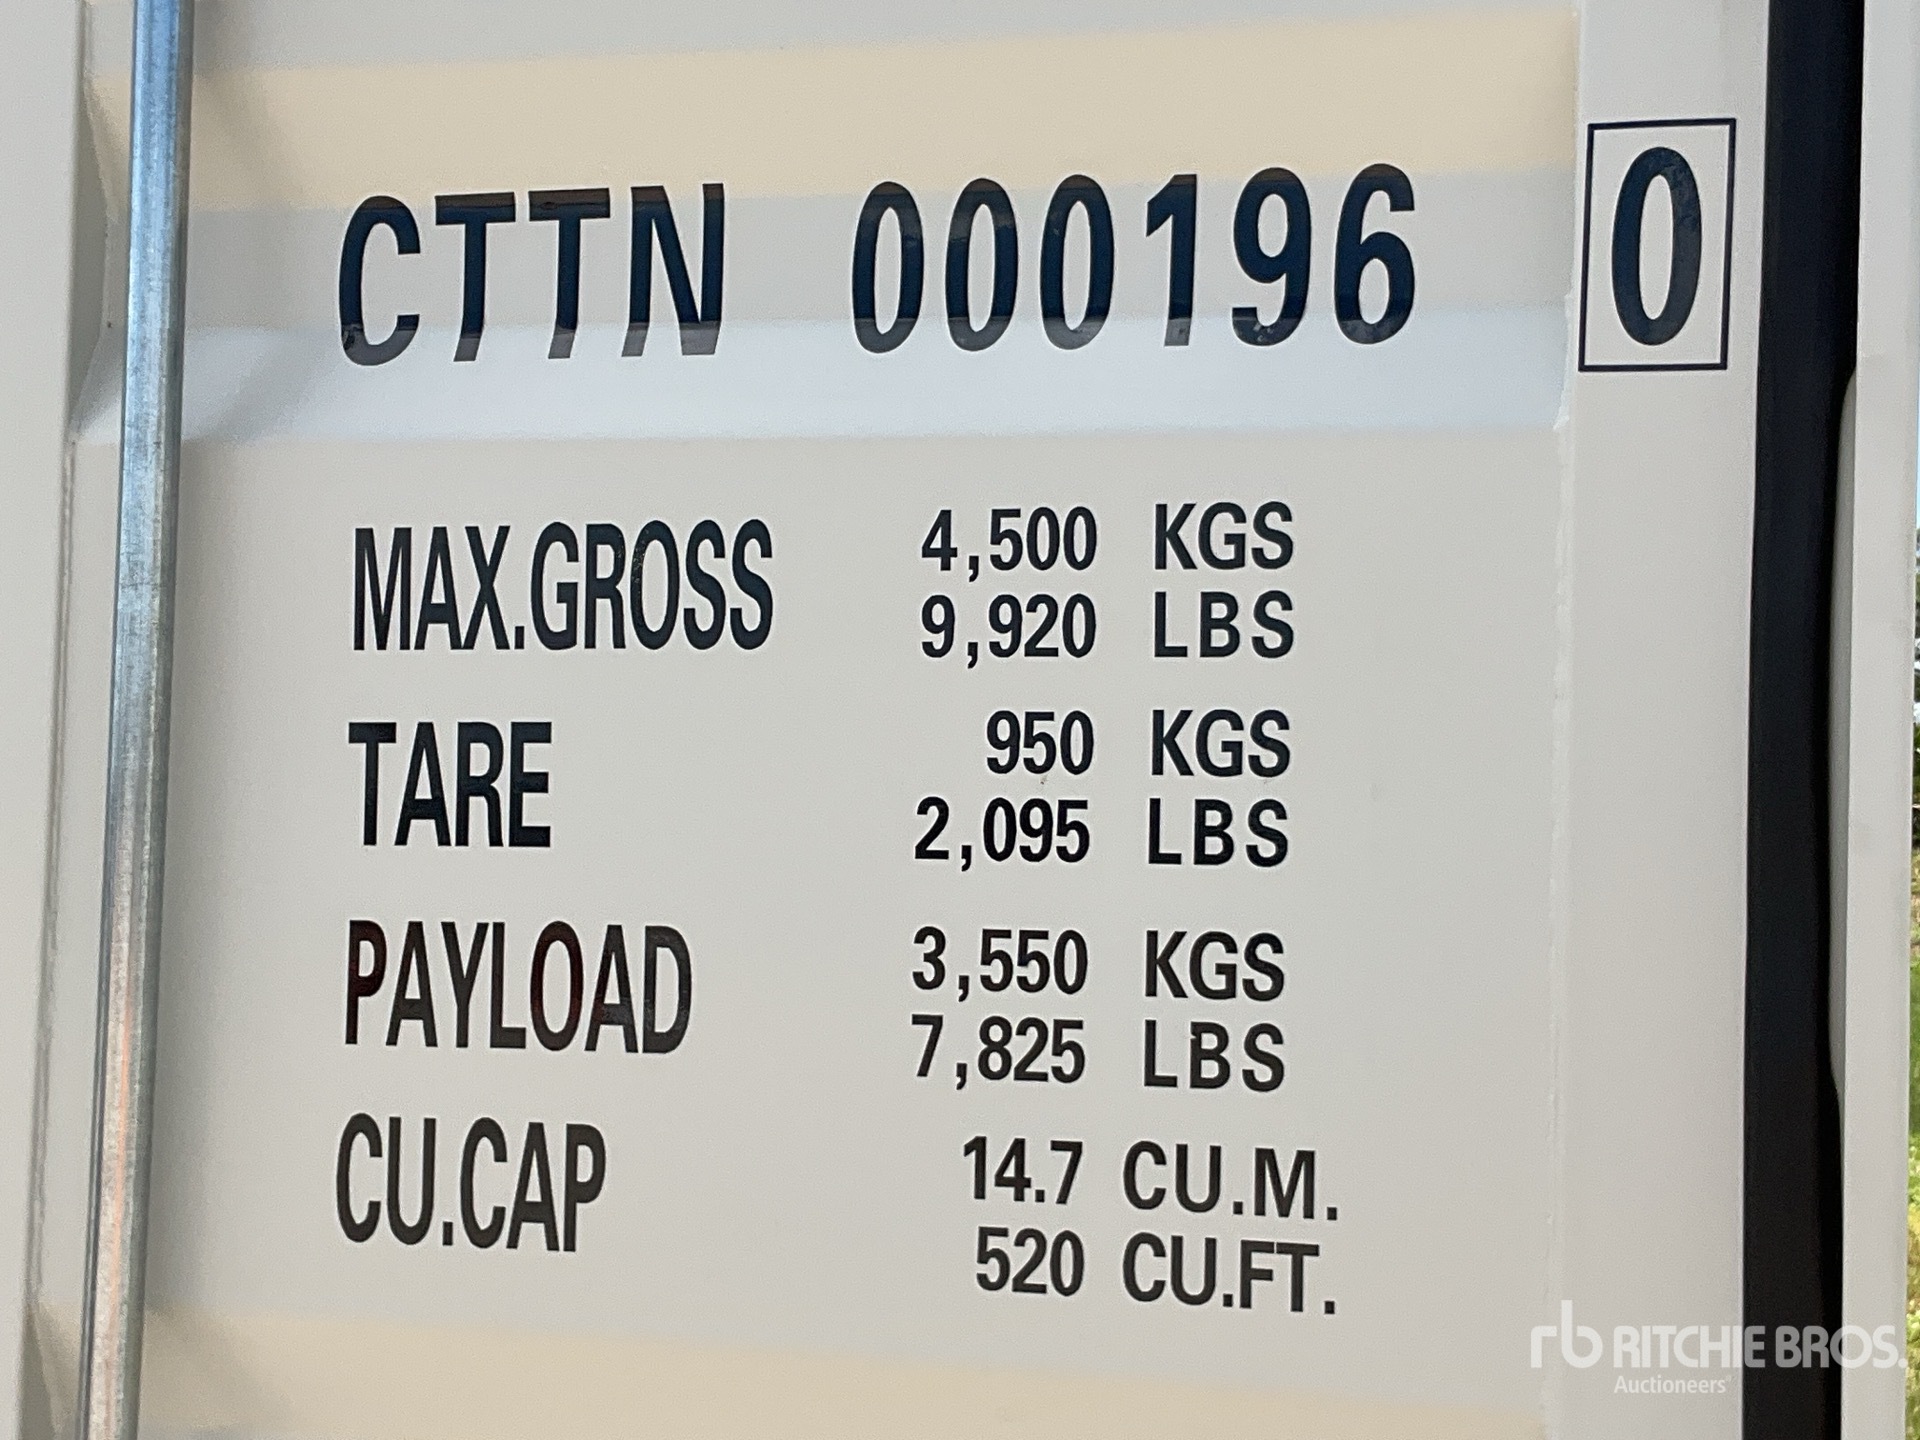 CTTN 000196 0
MAX.GROSS 4,500 KGS
9,920 LBS
TARE 950 KGS
2,095 LBS
PAYLOAD 3,550 KGS
7,825 LBS
CU.CAP 14.7 CU.M.
520 CU.FT.
rb RITCHIE BROS.
Auctioneers